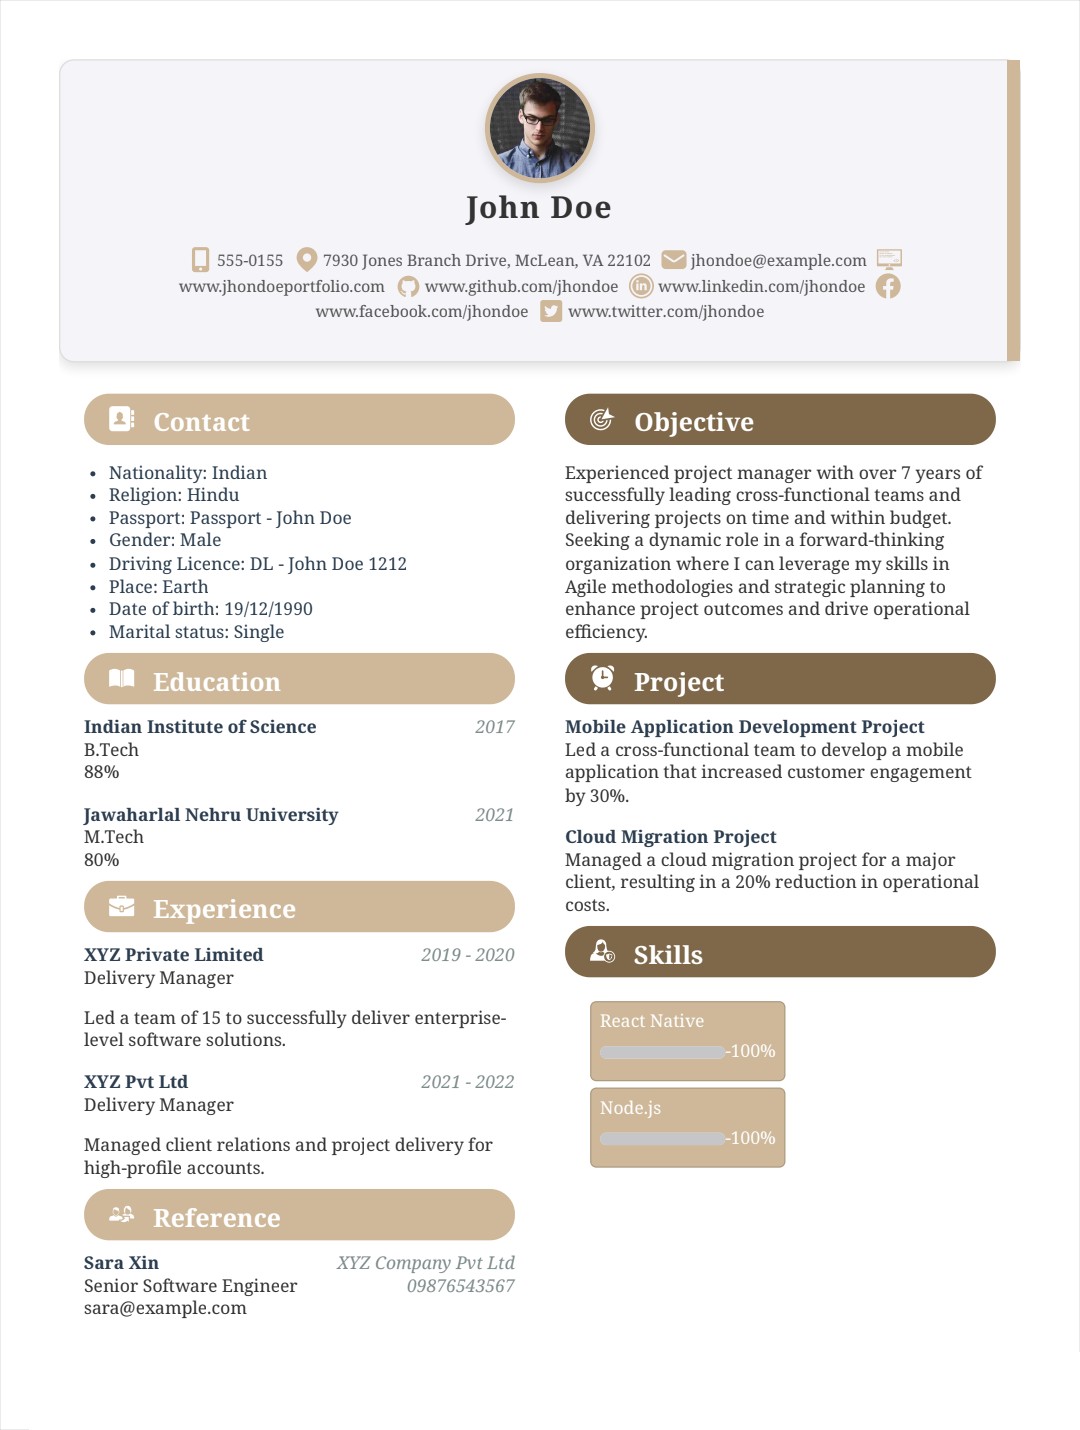 John Doe
555-0155 7930 Jones Branch Drive, McLean, VA 22102 jhondoe@example.com
www.jhondoeportfolio.com www.github.com/jhondoe www.linkedin.com/jhondoe
www.facebook.com/jhondoe www.twitter.com/jhondoe
Contact
• Nationality: Indian
• Religion: Hindu
• Passport: Passport - John Doe
• Gender: Male
• Driving Licence: DL - John Doe 1212
• Place: Earth
• Date of birth: 19/12/1990
• Marital status: Single
Education
Indian Institute of Science 2017
B.Tech
88%
Jawaharlal Nehru University 2021
M.Tech
80%
Experience
XYZ Private Limited 2019 - 2020
Delivery Manager
Led a team of 15 to successfully deliver enterprise-
level software solutions.
XYZ Pvt Ltd 2021 - 2022
Delivery Manager
Managed client relations and project delivery for
high-profile accounts.
Reference
Sara Xin XYZ Company Pvt Ltd
Senior Software Engineer 09876543567
sara@example.com
Objective
Experienced project manager with over 7 years of
successfully leading cross-functional teams and
delivering projects on time and within budget.
Seeking a dynamic role in a forward-thinking
organization where I can leverage my skills in
Agile methodologies and strategic planning to
enhance project outcomes and drive operational
efficiency.
Project
Mobile Application Development Project
Led a cross-functional team to develop a mobile
application that increased customer engagement
by 30%.
Cloud Migration Project
Managed a cloud migration project for a major
client, resulting in a 20% reduction in operational
costs.
Skills
React Native
-100%
Node.js
-100%